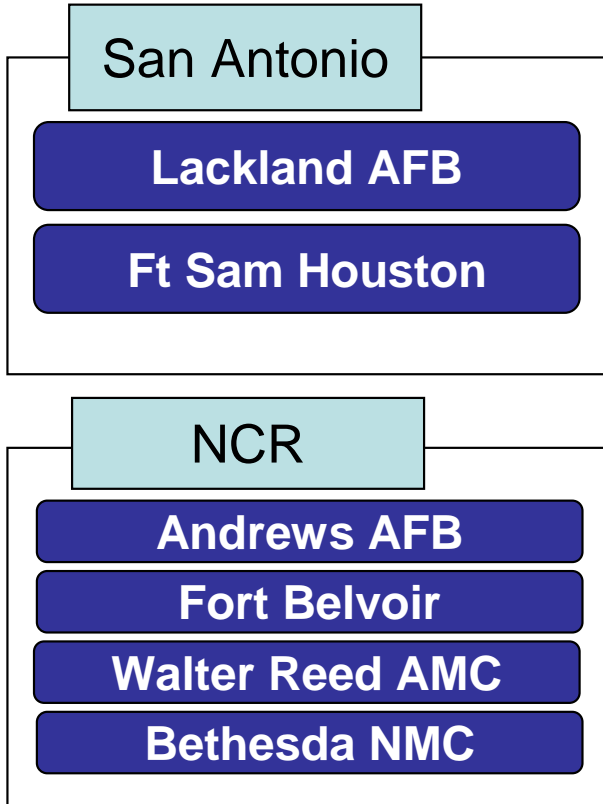 San Antonio
Lackland AFB
Ft Sam Houston
NCR
Andrews AFB
Fort Belvoir
Walter Reed AMC
Bethesda NMC